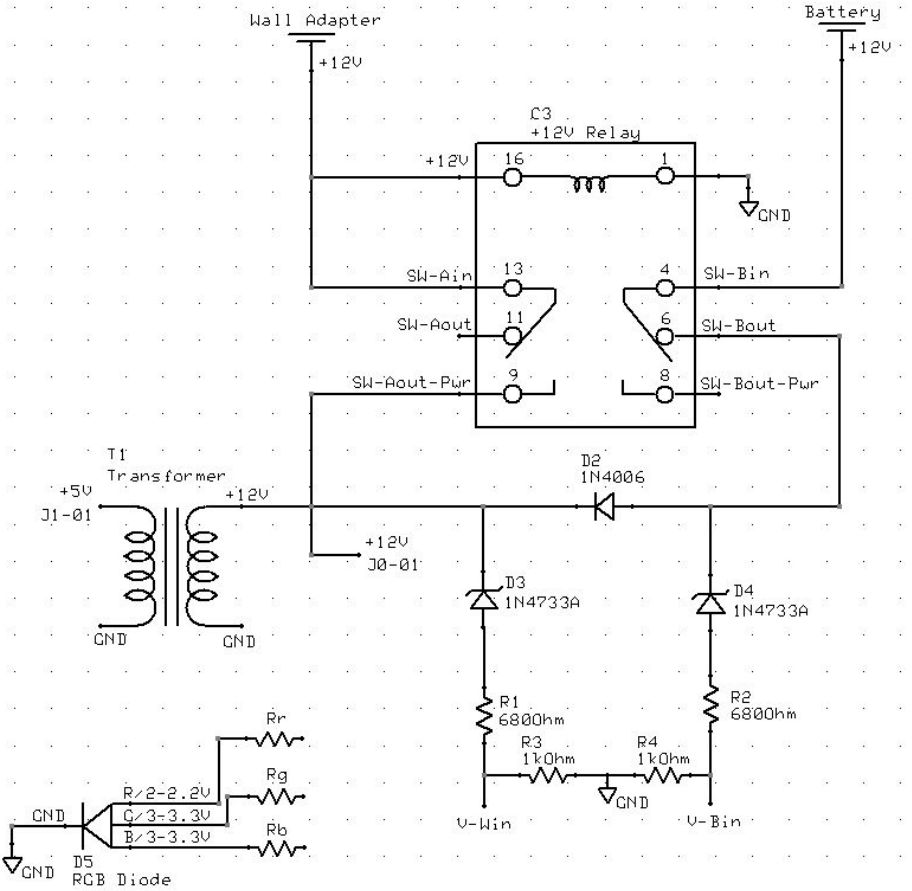 Wall Adapter
+12V
Battery
+12V
C3
+12V Relay
+12V
16
1
GND
SW-Ain
13
4
SW-Bin
SW-Aout
11
6
SW-Bout
SW-Aout-Pwr
9
8
SW-Bout-Pwr
T1
Transformer
+5V
J1-01
+12V
GND
GND
+12V
J0-01
D2
1N4006
D3
1N4733A
D4
1N4733A
R1
680Ohm
R2
680Ohm
R3
1kOhm
R4
1kOhm
GND
V-Win
V-Bin
Rr
Rg
Rb
R/2-2.2V
G/3-3.3V
B/3-3.3V
GND
GND
D5
RGB Diode